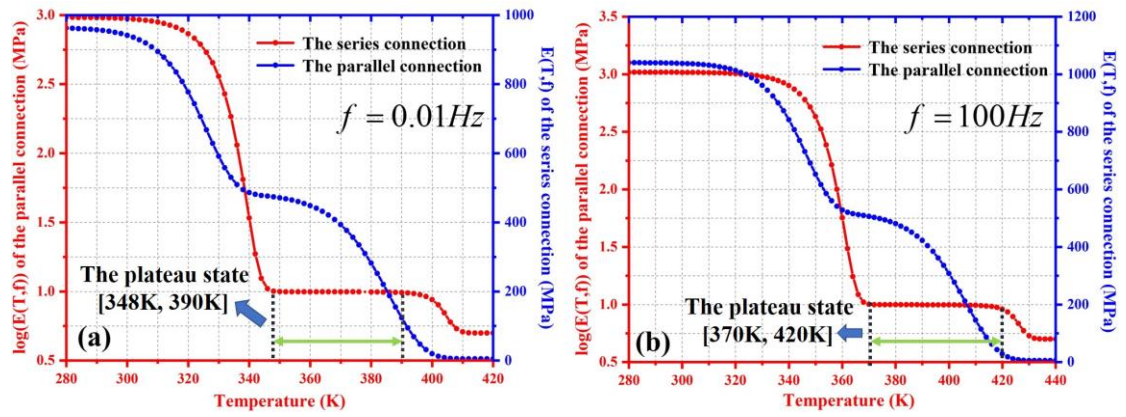 log(E(T,f)) of the parallel connection (MPa)
3.0
2.5
2.0
1.5
1.0
0.5
The series connection
The parallel connection
f = 0.01Hz
The plateau state
[348K, 390K]
(a)
280 300 320 340 360 380 400 420
Temperature (K)
1000
800
600
400
200
0
E(T,f) of the series connection (MPa)
log(E(T,f)) of the parallel connection (MPa)
3.5
3.0
2.5
2.0
1.5
1.0
0.5
The series connection
The parallel connection
f = 100Hz
The plateau state
[370K, 420K]
(b)
280 300 320 340 360 380 400 420 440
Temperature (K)
1200
1000
800
600
400
200
0
E(T,f) of the series connection (MPa)